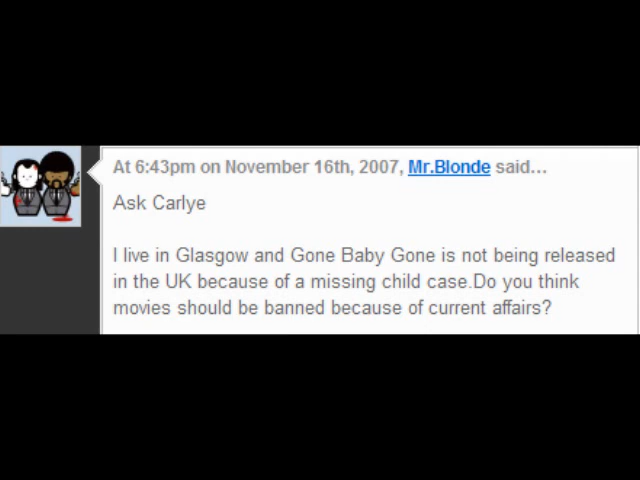 At 6:43pm on November 16th, 2007, Mr.Blonde said...
Ask Carlye
I live in Glasgow and Gone Baby Gone is not being released
in the UK because of a missing child case.Do you think
movies should be banned because of current affairs?